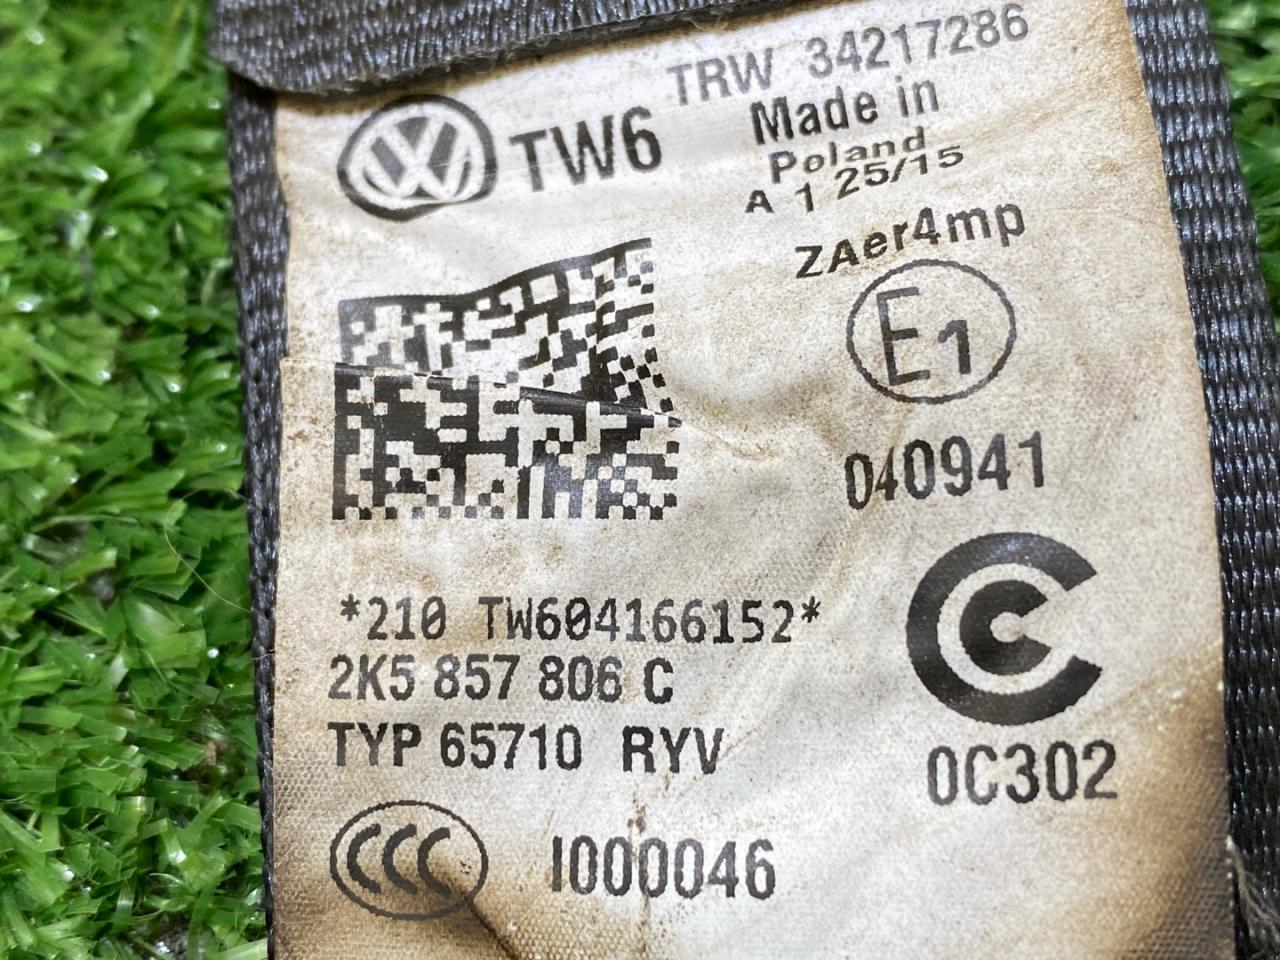 TRW 34217286
TW6
Made in
Poland
A 1 25/15
ZAer4mp
E1
040941
*210 TW604166152*
2K5 857 806 C
TYP 65710 RYV
0C302
CCC
I000046